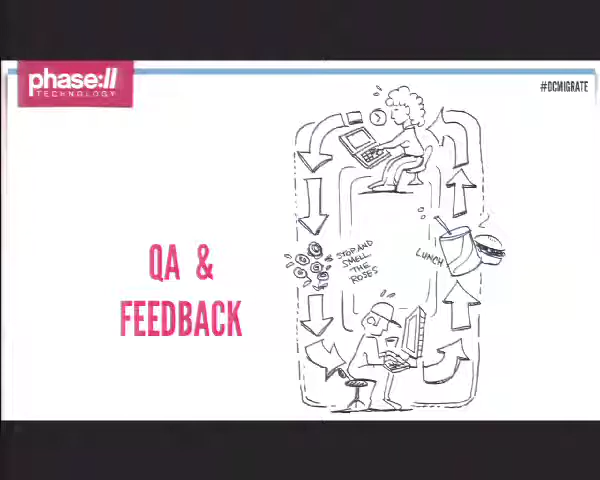 phase://
TECHNOLOGY
#DCMIGRATE
QA &
FEEDBACK
STOP AND
SMELL
THE
ROSES
LUNCH